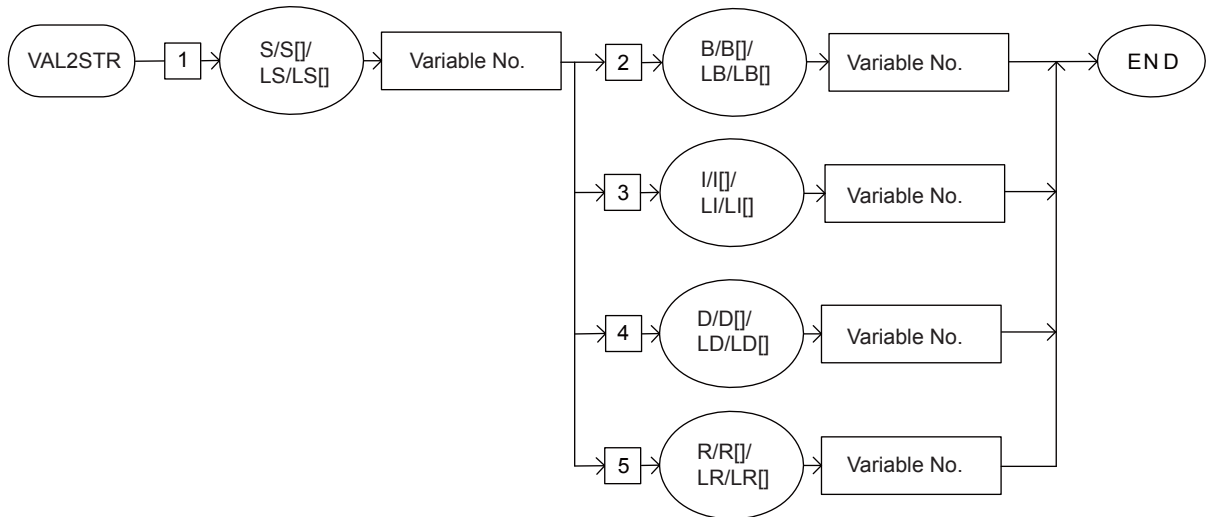 VAL2STR
1
S/S[]/
LS/LS[]
Variable No.
2
B/B[]/
LB/LB[]
Variable No.
END
3
I/I[]/
LI/LI[]
Variable No.
4
D/D[]/
LD/LD[]
Variable No.
5
R/R[]/
LR/LR[]
Variable No.